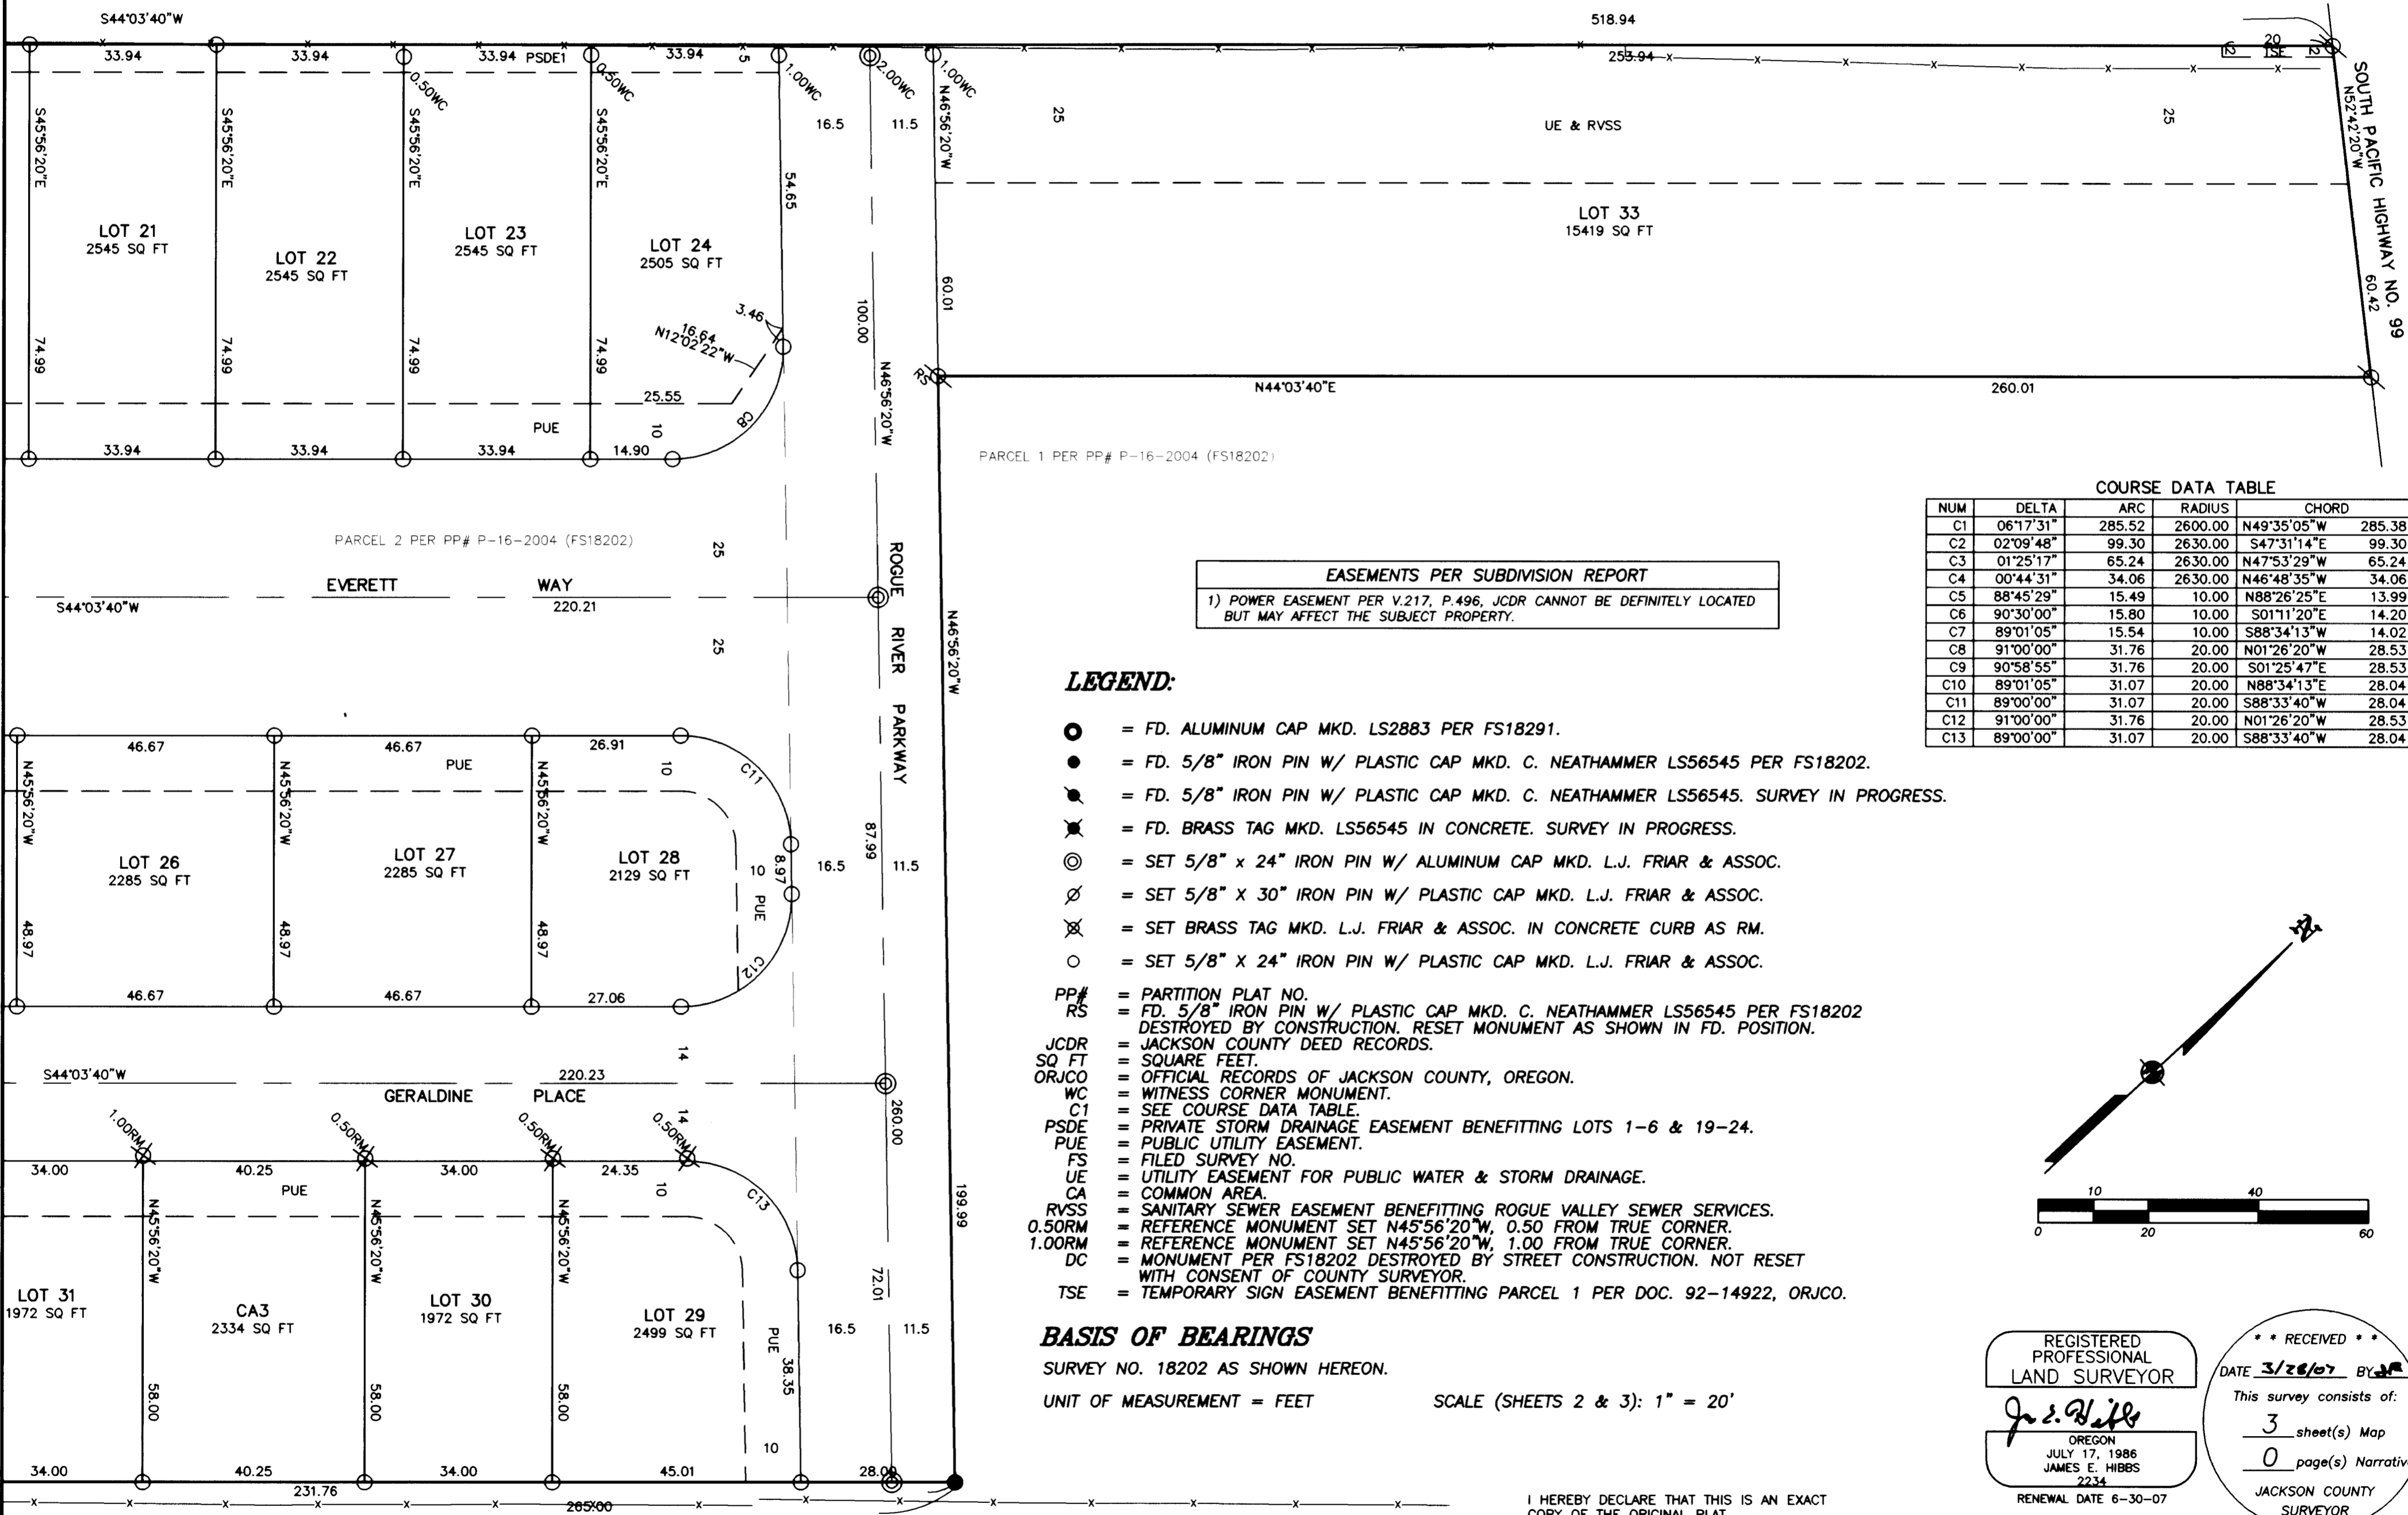 S44°03'40"W
518.94
33.94
33.94
33.94 PSDE1
33.94
5
253.94
20
TSE
12
12
0.50WC
0.50WC
1.00WC
2.00WC
1.00WC
S45°56'20"E
S45°56'20"E
S45°56'20"E
S45°56'20"E
16.5
11.5
N46°56'20"W
25
UE & RVSS
25
SOUTH PACIFIC HIGHWAY NO. 99
N52°42'20"W
60.42
54.65
LOT 21
2545 SQ FT
LOT 22
2545 SQ FT
LOT 23
2545 SQ FT
LOT 24
2505 SQ FT
LOT 33
15419 SQ FT
60.01
100.00
3.46
16.64
N12°02'22"W
74.99
74.99
74.99
74.99
N46°56'20"W
RS
N44°03'40"E
260.01
25.55
C8
PUE
10
33.94
33.94
33.94
14.90
PARCEL 1 PER PP# P-16-2004 (FS18202)
PARCEL 2 PER PP# P-16-2004 (FS18202)
25
EVERETT WAY
S44°03'40"W
220.21
25
ROGUE RIVER PARKWAY
N46°56'20"W
COURSE DATA TABLE
NUM DELTA ARC RADIUS CHORD
C1 06°17'31" 285.52 2600.00 N49°35'05"W 285.38
C2 02°09'48" 99.30 2630.00 S47°31'14"E 99.30
C3 01°25'17" 65.24 2630.00 N47°53'29"W 65.24
C4 00°44'31" 34.06 2630.00 N46°48'35"W 34.06
C5 88°45'29" 15.49 10.00 N88°26'25"E 13.99
C6 90°30'00" 15.80 10.00 S01°11'20"E 14.20
C7 89°01'05" 15.54 10.00 S88°34'13"W 14.02
C8 91°00'00" 31.76 20.00 N01°26'20"W 28.53
C9 90°58'55" 31.76 20.00 S01°25'47"E 28.53
C10 89°01'05" 31.07 20.00 N88°34'13"E 28.04
C11 89°00'00" 31.07 20.00 S88°33'40"W 28.04
C12 91°00'00" 31.76 20.00 N01°26'20"W 28.53
C13 89°00'00" 31.07 20.00 S88°33'40"W 28.04
EASEMENTS PER SUBDIVISION REPORT
1) POWER EASEMENT PER V.217, P.496, JCDR CANNOT BE DEFINITELY LOCATED
BUT MAY AFFECT THE SUBJECT PROPERTY.
46.67
46.67
26.91
PUE
10
C11
N45°56'20"W
N45°56'20"W
N45°56'20"W
87.99
LOT 26
2285 SQ FT
LOT 27
2285 SQ FT
LOT 28
2129 SQ FT
10
8.97
PUE
16.5
11.5
48.97
48.97
48.97
C12
46.67
46.67
27.06
14
S44°03'40"W
220.23
GERALDINE PLACE
14
1.00RM
0.50RM
0.50RM
0.50RM
260.00
34.00
40.25
34.00
24.35
PUE
10
C13
N45°56'20"W
N45°56'20"W
N45°56'20"W
199.99
72.01
LOT 31
1972 SQ FT
CA3
2334 SQ FT
LOT 30
1972 SQ FT
LOT 29
2499 SQ FT
PUE
38.35
16.5
11.5
58.00
58.00
58.00
10
34.00
40.25
34.00
45.01
28.00
231.76
265.00
LEGEND:
= FD. ALUMINUM CAP MKD. LS2883 PER FS18291.
= FD. 5/8" IRON PIN W/ PLASTIC CAP MKD. C. NEATHAMMER LS56545 PER FS18202.
= FD. 5/8" IRON PIN W/ PLASTIC CAP MKD. C. NEATHAMMER LS56545. SURVEY IN PROGRESS.
= FD. BRASS TAG MKD. LS56545 IN CONCRETE. SURVEY IN PROGRESS.
= SET 5/8" x 24" IRON PIN W/ ALUMINUM CAP MKD. L.J. FRIAR & ASSOC.
= SET 5/8" X 30" IRON PIN W/ PLASTIC CAP MKD. L.J. FRIAR & ASSOC.
= SET BRASS TAG MKD. L.J. FRIAR & ASSOC. IN CONCRETE CURB AS RM.
= SET 5/8" X 24" IRON PIN W/ PLASTIC CAP MKD. L.J. FRIAR & ASSOC.
PP# = PARTITION PLAT NO.
RS = FD. 5/8" IRON PIN W/ PLASTIC CAP MKD. C. NEATHAMMER LS56545 PER FS18202
DESTROYED BY CONSTRUCTION. RESET MONUMENT AS SHOWN IN FD. POSITION.
JCDR = JACKSON COUNTY DEED RECORDS.
SQ FT = SQUARE FEET.
ORJCO = OFFICIAL RECORDS OF JACKSON COUNTY, OREGON.
WC = WITNESS CORNER MONUMENT.
C1 = SEE COURSE DATA TABLE.
PSDE = PRIVATE STORM DRAINAGE EASEMENT BENEFITTING LOTS 1-6 & 19-24.
PUE = PUBLIC UTILITY EASEMENT.
FS = FILED SURVEY NO.
UE = UTILITY EASEMENT FOR PUBLIC WATER & STORM DRAINAGE.
CA = COMMON AREA.
RVSS = SANITARY SEWER EASEMENT BENEFITTING ROGUE VALLEY SEWER SERVICES.
0.50RM = REFERENCE MONUMENT SET N45°56'20"W, 0.50 FROM TRUE CORNER.
1.00RM = REFERENCE MONUMENT SET N45°56'20"W, 1.00 FROM TRUE CORNER.
DC = MONUMENT PER FS18202 DESTROYED BY STREET CONSTRUCTION. NOT RESET
WITH CONSENT OF COUNTY SURVEYOR.
TSE = TEMPORARY SIGN EASEMENT BENEFITTING PARCEL 1 PER DOC. 92-14922, ORJCO.
BASIS OF BEARINGS
SURVEY NO. 18202 AS SHOWN HEREON.
UNIT OF MEASUREMENT = FEET SCALE (SHEETS 2 & 3): 1" = 20'
10 40
0 20 60
REGISTERED
PROFESSIONAL
LAND SURVEYOR
OREGON
JULY 17, 1986
JAMES E. HIBBS
2234
RENEWAL DATE 6-30-07
* * RECEIVED * *
DATE 3/28/07 BY
This survey consists of:
3 sheet(s) Map
0 page(s) Narrative
JACKSON COUNTY
SURVEYOR
I HEREBY DECLARE THAT THIS IS AN EXACT
COPY OF THE ORIGINAL PLAT